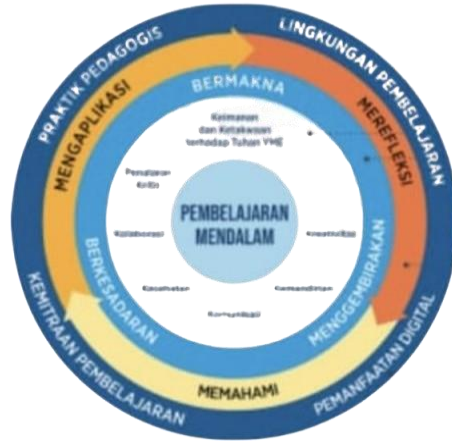 PRAKTIK PEDAGOGIS
LINGKUNGAN PEMBELAJARAN
MENGAPLIKASI
MEREFLEKSI
BERMAKNA
Keimanan
dan Ketakwaan
terhadap Tuhan YME
Penalaran
Kritis
PEMBELAJARAN
MENDALAM
Kolaborasi
Kreativitas
Kesehatan
Kemandirian
Komunikasi
BERKESADARAN
MENGGEMBIRAKAN
MEMAHAMI
KEMITRAAN PEMBELAJARAN
PEMANFAATAN DIGITAL